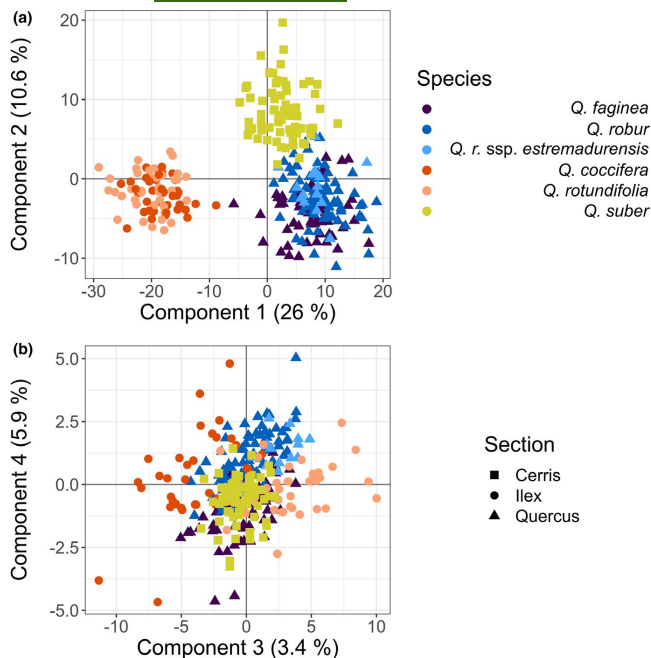 (a)
Component 2 (10.6 %)
20
10
0
-10
-30
-20
-10
0
10
20
Component 1 (26 %)
Species
Q. faginea
Q. robur
Q. r. ssp. estremadurensis
Q. coccifera
Q. rotundifolia
Q. suber
(b)
Component 4 (5.9 %)
5.0
2.5
0.0
-2.5
-5.0
-10
-5
0
5
10
Component 3 (3.4 %)
Section
Cerris
Ilex
Quercus